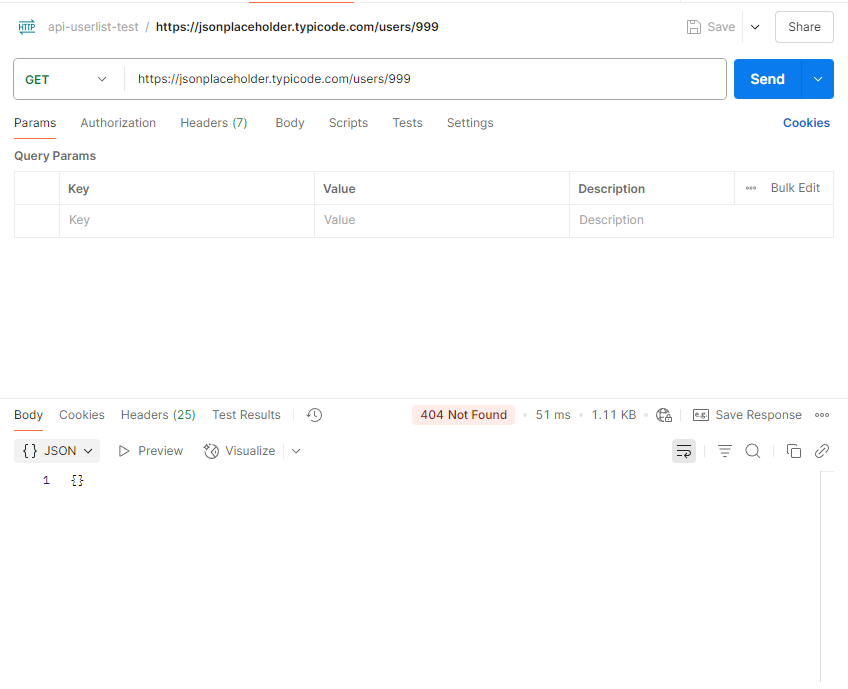 HTTP api-userlist-test / https://jsonplaceholder.typicode.com/users/999 Save Share
GET https://jsonplaceholder.typicode.com/users/999 Send
Params Authorization Headers (7) Body Scripts Tests Settings Cookies
Query Params
Key Value Description ••• Bulk Edit
Key Value Description
Body Cookies Headers (25) Test Results 404 Not Found • 51 ms • 1.11 KB • e.g. Save Response
{} JSON Preview Visualize
1 {}